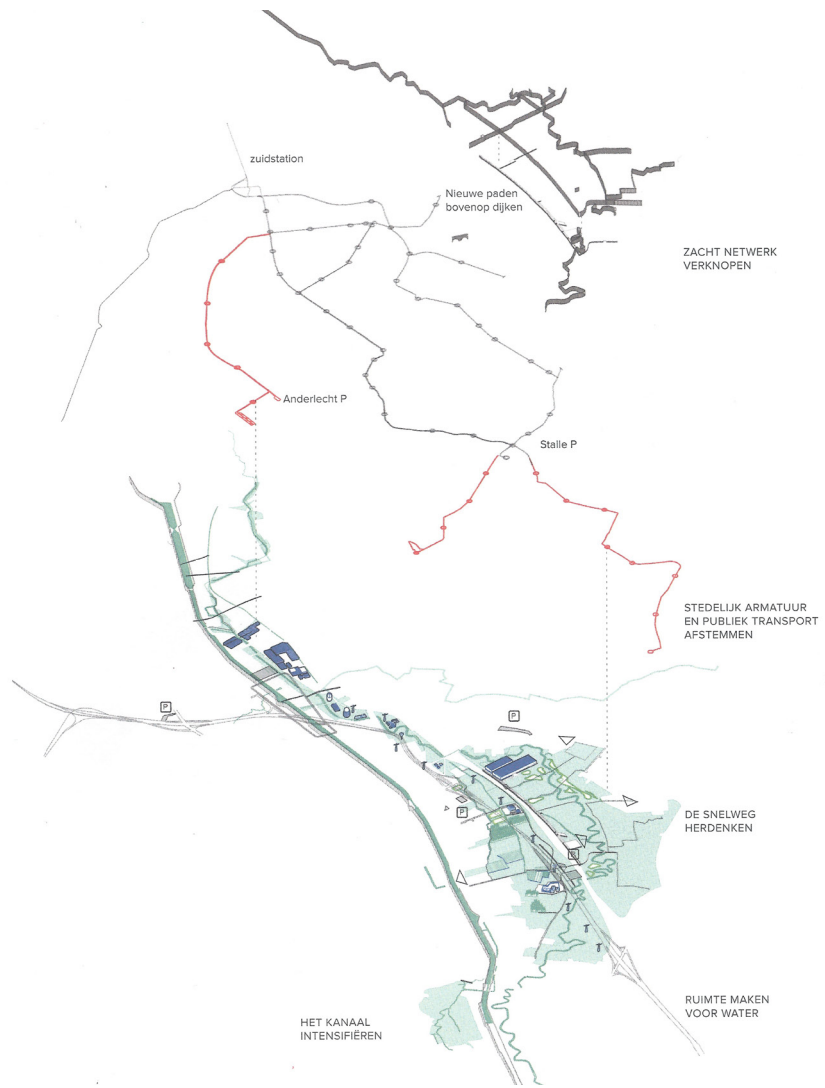 zuidstation
Nieuwe paden
bovenop dijken
ZACHT NETWERK
VERKNOPEN
Anderlecht P
Stalle P
STEDELIJK ARMATUUR
EN PUBLIEK TRANSPORT
AFSTEMMEN
P
P
DE SNELWEG
HERDENKEN
P
P
RUIMTE MAKEN
VOOR WATER
HET KANAAL
INTENSIFIËREN